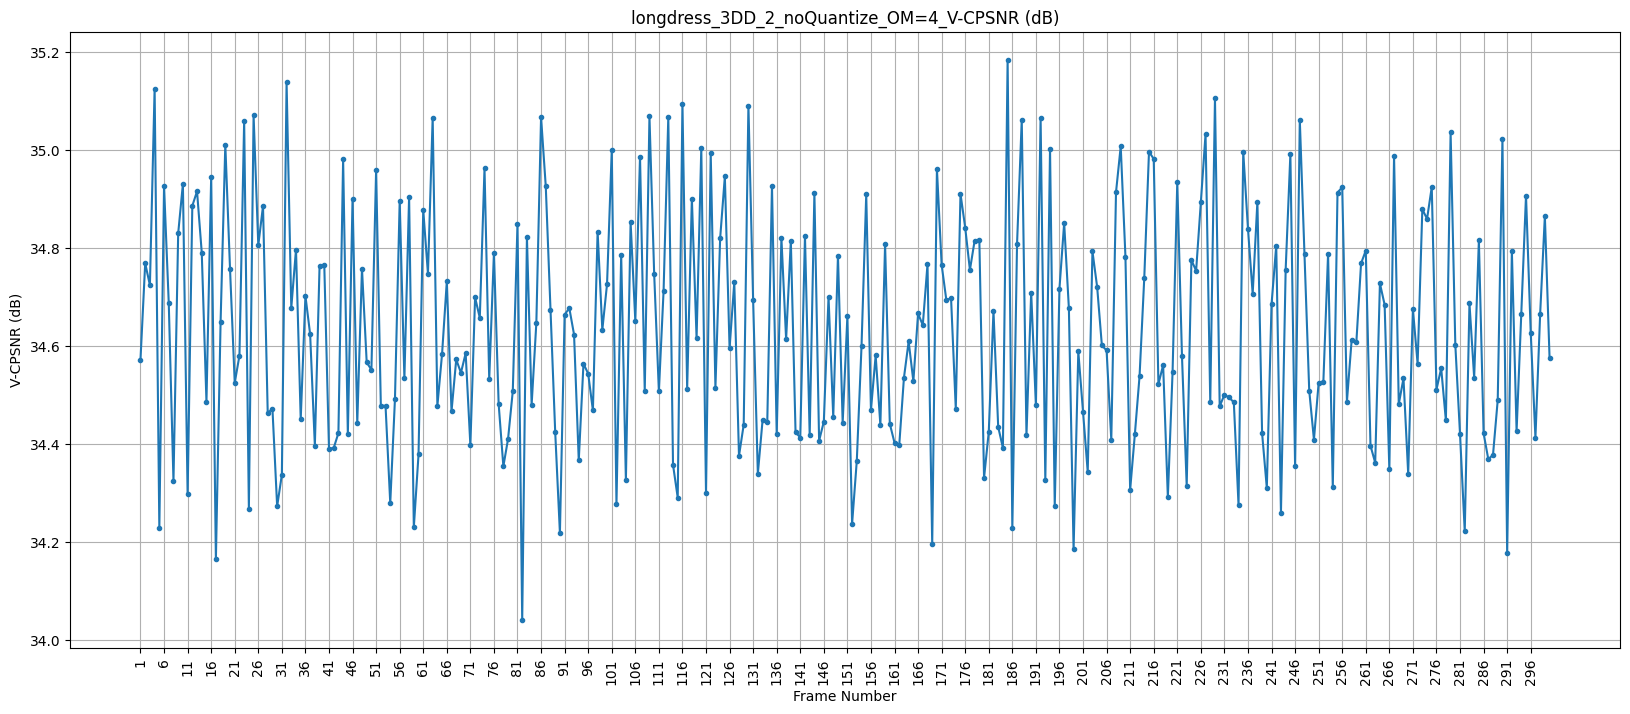 longdress_3DD_2_noQuantize_OM=4_V-CPSNR (dB)
35.2
35.0
34.8
34.6
34.4
34.2
34.0
V-CPSNR (dB)
1 6 11 16 21 26 31 36 41 46 51 56 61 66 71 76 81 86 91 96 101 106 111 116 121 126 131 136 141 146 151 156 161 166 171 176 181 186 191 196 201 206 211 216 221 226 231 236 241 246 251 256 261 266 271 276 281 286 291 296
Frame Number